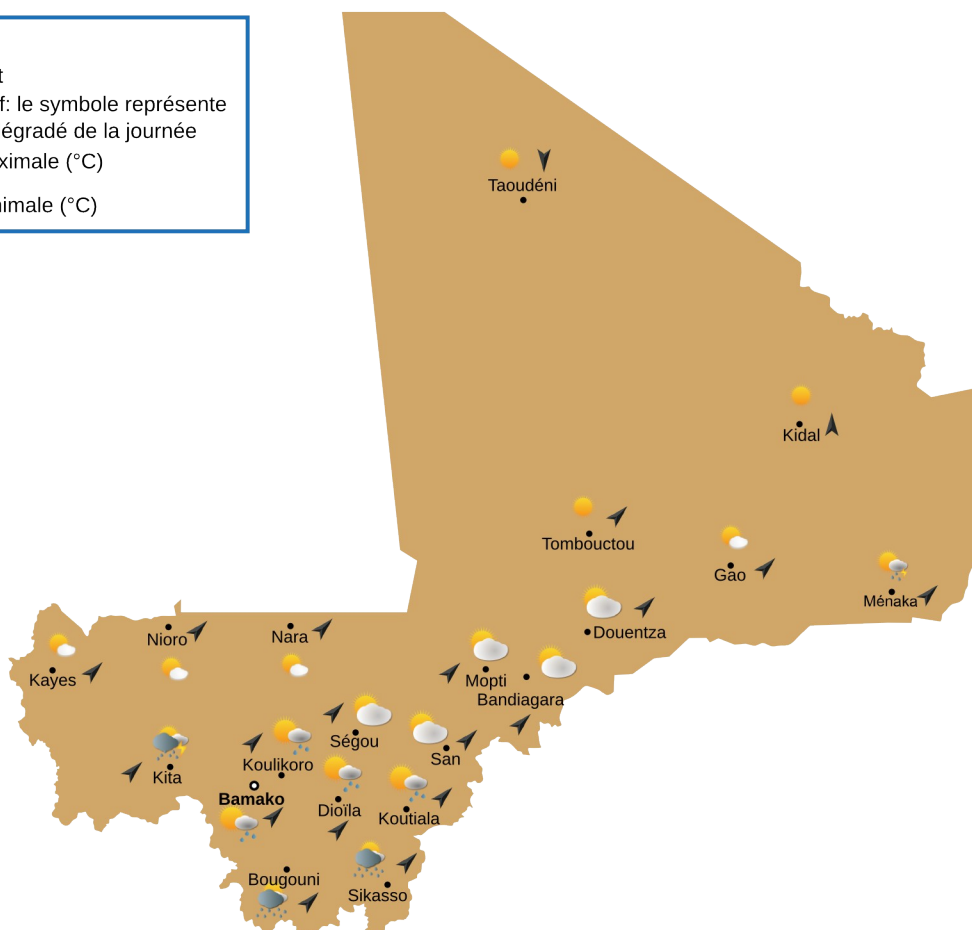 t
f: le symbole représente
égradé de la journée
ximale (°C)
imale (°C)
Taoudéni
Kidal
Tombouctou
Gao
Ménaka
Douentza
Nioro
Nara
Kayes
Mopti
Bandiagara
Ségou
San
Koulikoro
Kita
Bamako
Dioïla
Koutiala
Bougouni
Sikasso